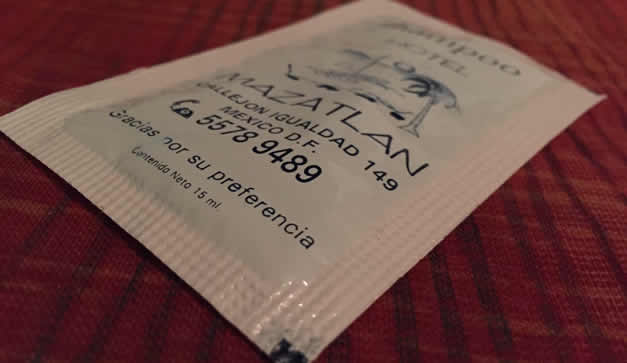 Shampoo
HOTEL
MAZATLAN
CALLEJON IGUALDAD 149
MEXICO D.F.
5578 9489
Gracias por su preferencia
Contenido Neto 15 ml.